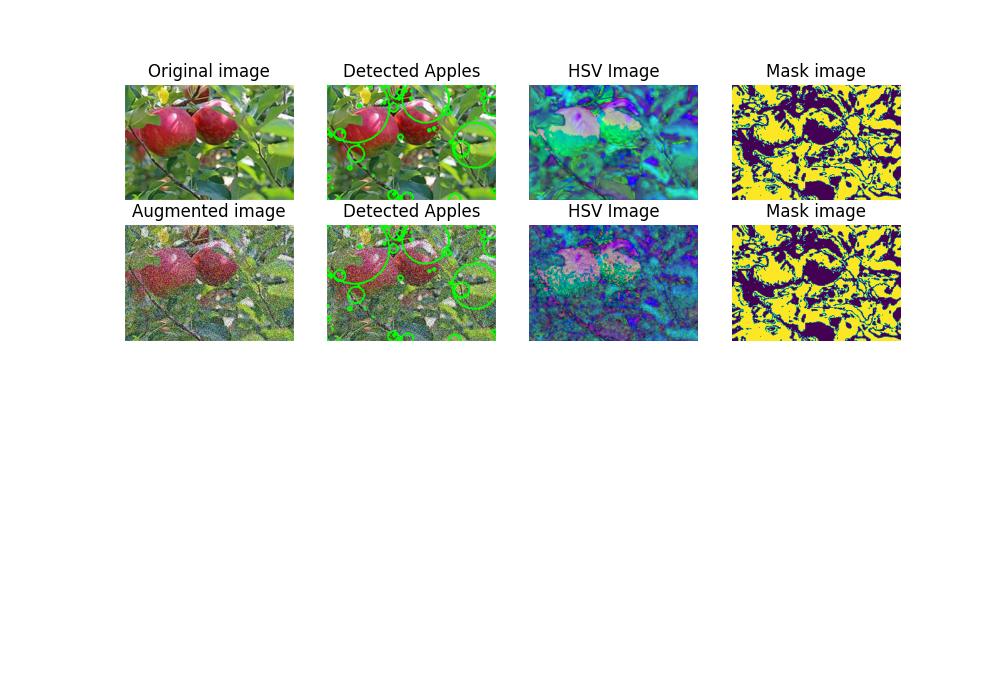 Original image
Detected Apples
HSV Image
Mask image
Augmented image
Detected Apples
HSV Image
Mask image